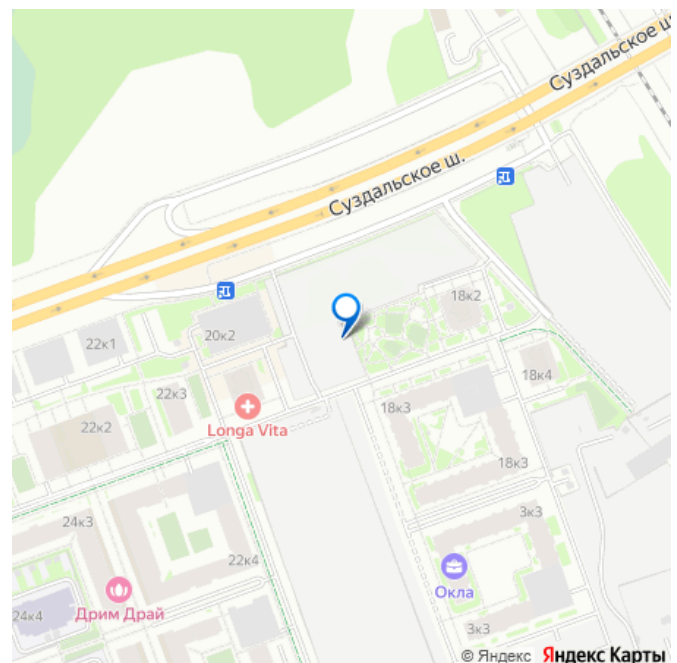 Суздальское ш
Суздальское ш.
18к2
20к2
22к1
18к4
22к3
18к3
Longa Vita
22к2
18к3
3к3
24к3
22к4
Окла
Дрим Драй
24к4
3к3
© Яндекс Яндекс Карты